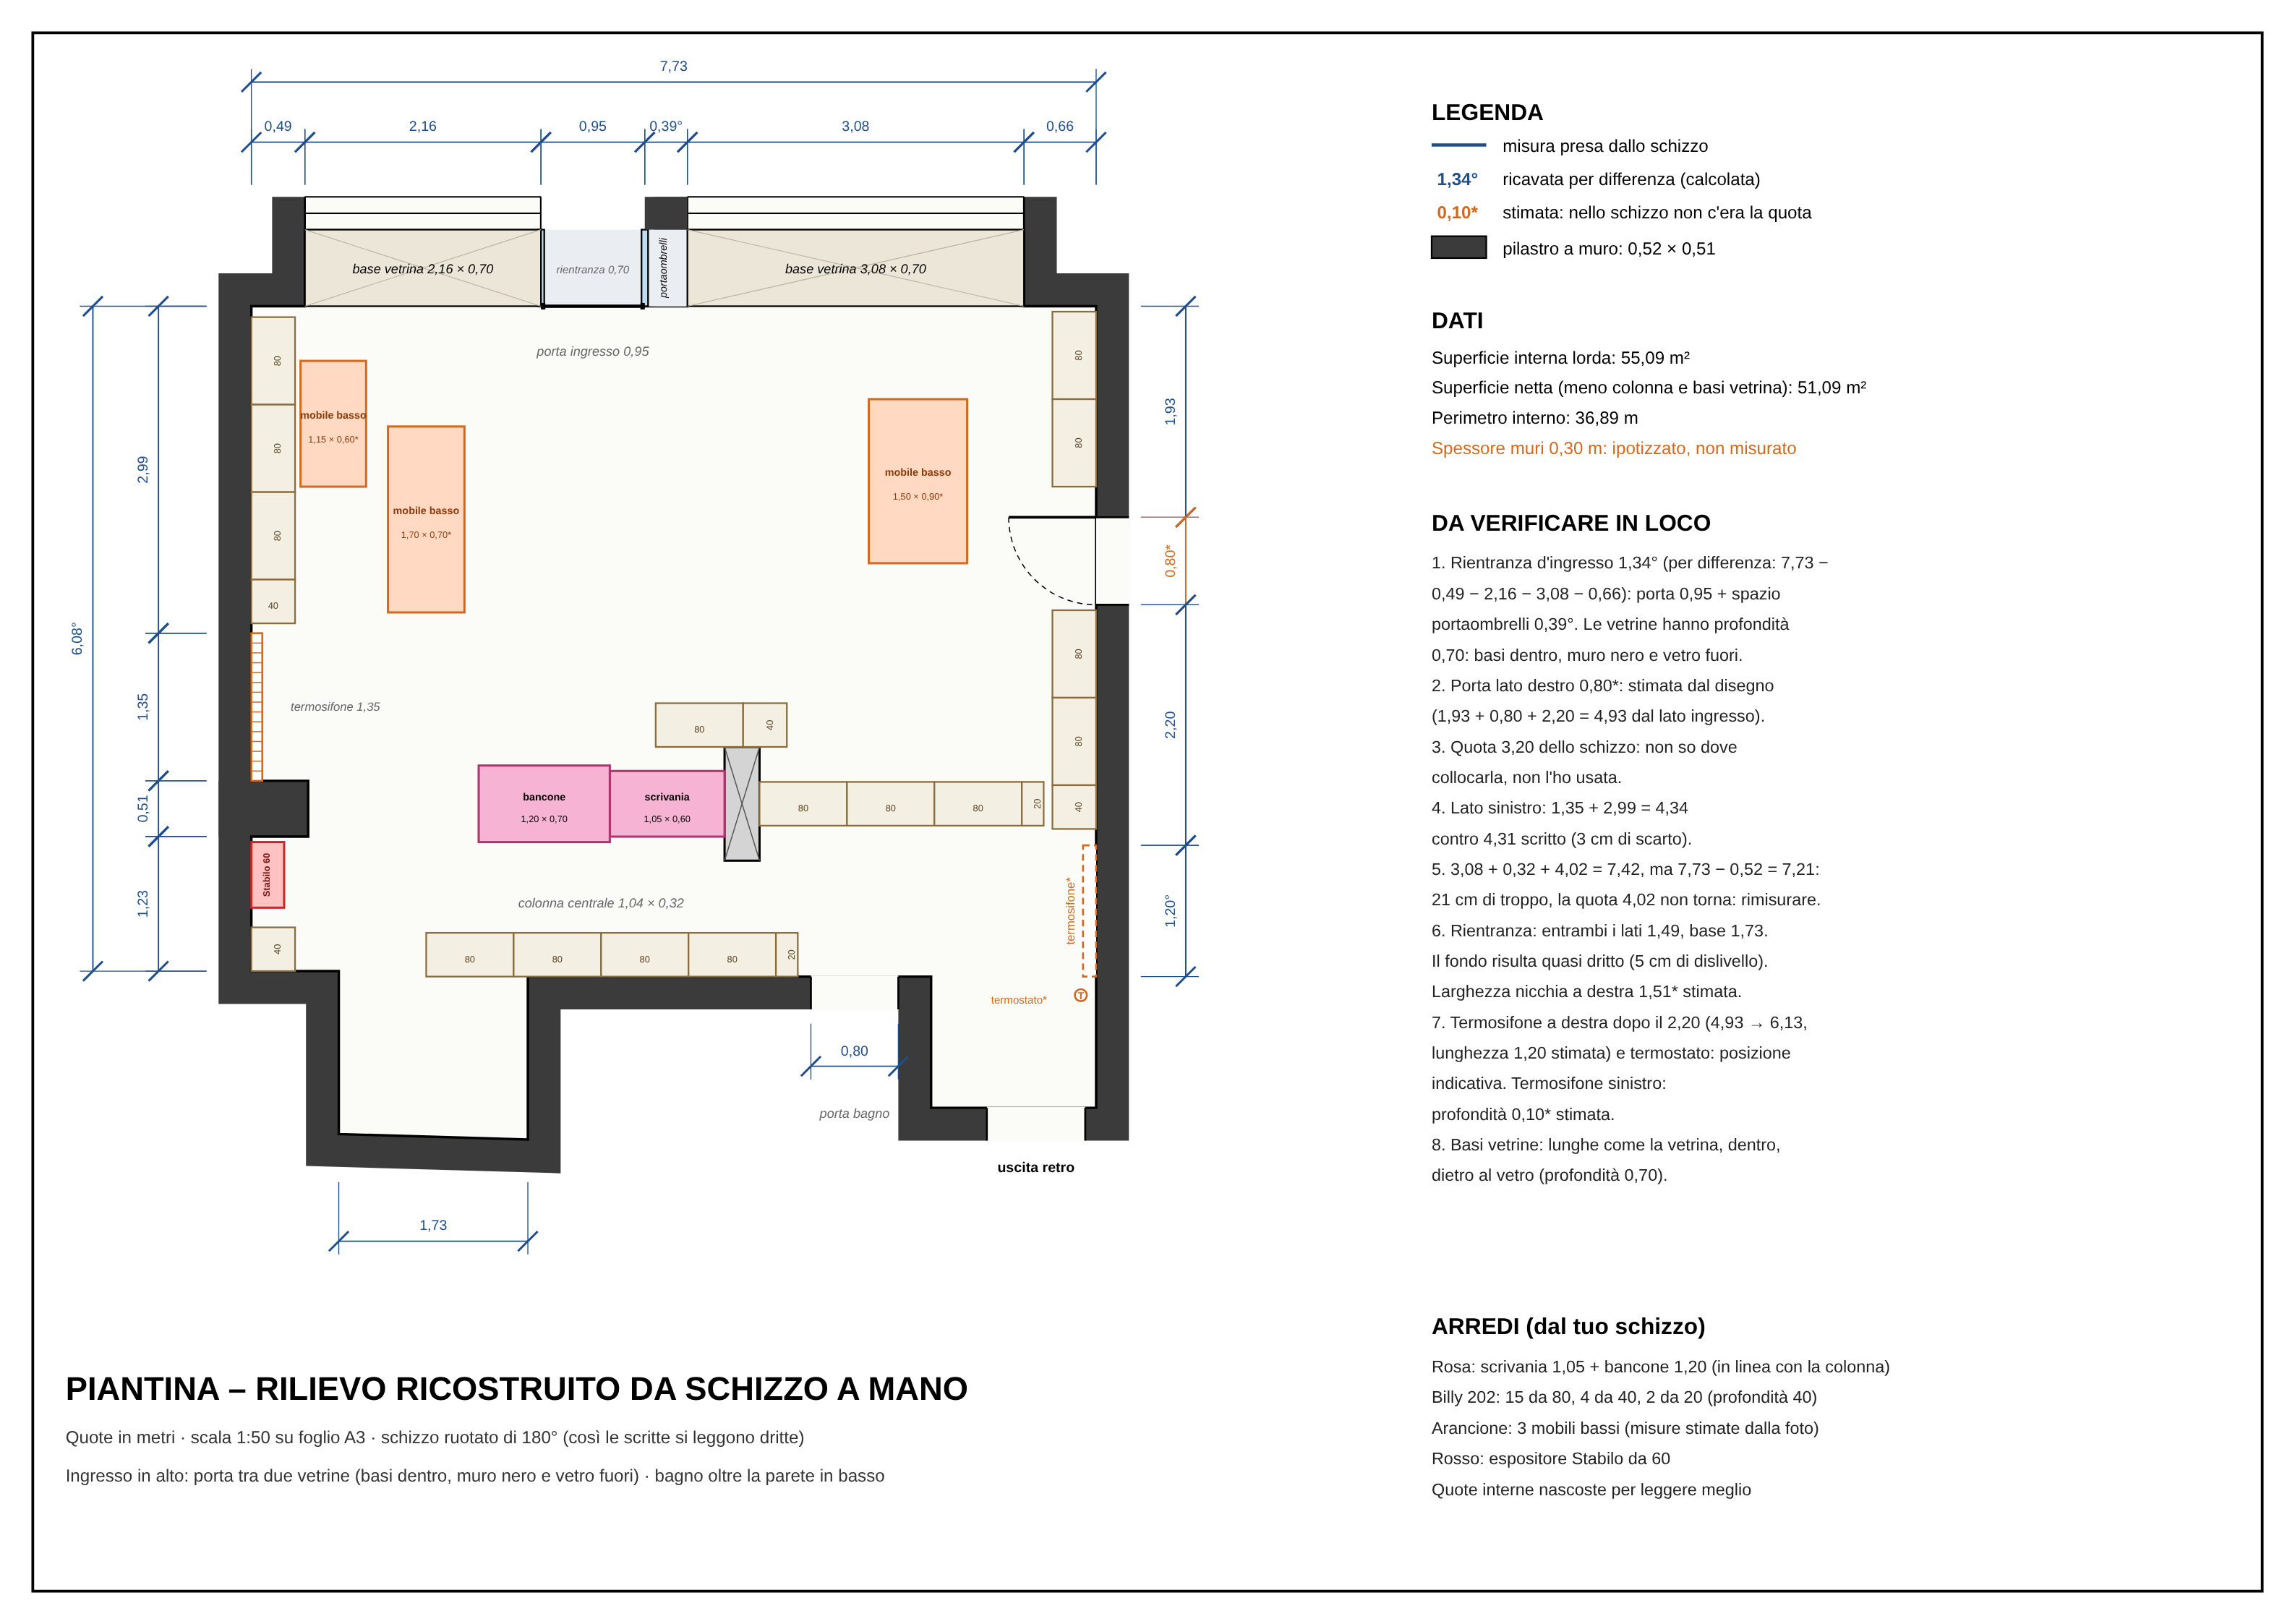 7,73
0,49
2,16
0,95
0,39°
3,08
0,66
base vetrina 2,16 × 0,70
rientranza 0,70
portaombrelli
base vetrina 3,08 × 0,70
porta ingresso 0,95
80
80
80
40
mobile basso
1,15 × 0,60*
mobile basso
1,70 × 0,70*
mobile basso
1,50 × 0,90*
80
80
6,08°
2,99
1,35
0,51
1,23
1,93
0,80*
2,20
1,20°
termosifone 1,35
80
40
bancone
1,20 × 0,70
scrivania
1,05 × 0,60
80
80
80
20
80
80
40
Stabilo 60
40
colonna centrale 1,04 × 0,32
80
80
80
80
20
termosifone*
termostato*
T
0,80
porta bagno
uscita retro
1,73
PIANTINA – RILIEVO RICOSTRUITO DA SCHIZZO A MANO
Quote in metri · scala 1:50 su foglio A3 · schizzo ruotato di 180° (così le scritte si leggono dritte)
Ingresso in alto: porta tra due vetrine (basi dentro, muro nero e vetro fuori) · bagno oltre la parete in basso
LEGENDA
misura presa dallo schizzo
1,34° ricavata per differenza (calcolata)
0,10* stimata: nello schizzo non c'era la quota
pilastro a muro: 0,52 × 0,51
DATI
Superficie interna lorda: 55,09 m²
Superficie netta (meno colonna e basi vetrina): 51,09 m²
Perimetro interno: 36,89 m
Spessore muri 0,30 m: ipotizzato, non misurato
DA VERIFICARE IN LOCO
1. Rientranza d'ingresso 1,34° (per differenza: 7,73 −
0,49 − 2,16 − 3,08 − 0,66): porta 0,95 + spazio
portaombrelli 0,39°. Le vetrine hanno profondità
0,70: basi dentro, muro nero e vetro fuori.
2. Porta lato destro 0,80*: stimata dal disegno
(1,93 + 0,80 + 2,20 = 4,93 dal lato ingresso).
3. Quota 3,20 dello schizzo: non so dove
collocarla, non l'ho usata.
4. Lato sinistro: 1,35 + 2,99 = 4,34
contro 4,31 scritto (3 cm di scarto).
5. 3,08 + 0,32 + 4,02 = 7,42, ma 7,73 − 0,52 = 7,21:
21 cm di troppo, la quota 4,02 non torna: rimisurare.
6. Rientranza: entrambi i lati 1,49, base 1,73.
Il fondo risulta quasi dritto (5 cm di dislivello).
Larghezza nicchia a destra 1,51* stimata.
7. Termosifone a destra dopo il 2,20 (4,93 → 6,13,
lunghezza 1,20 stimata) e termostato: posizione
indicativa. Termosifone sinistro:
profondità 0,10* stimata.
8. Basi vetrine: lunghe come la vetrina, dentro,
dietro al vetro (profondità 0,70).
ARREDI (dal tuo schizzo)
Rosa: scrivania 1,05 + bancone 1,20 (in linea con la colonna)
Billy 202: 15 da 80, 4 da 40, 2 da 20 (profondità 40)
Arancione: 3 mobili bassi (misure stimate dalla foto)
Rosso: espositore Stabilo da 60
Quote interne nascoste per leggere meglio